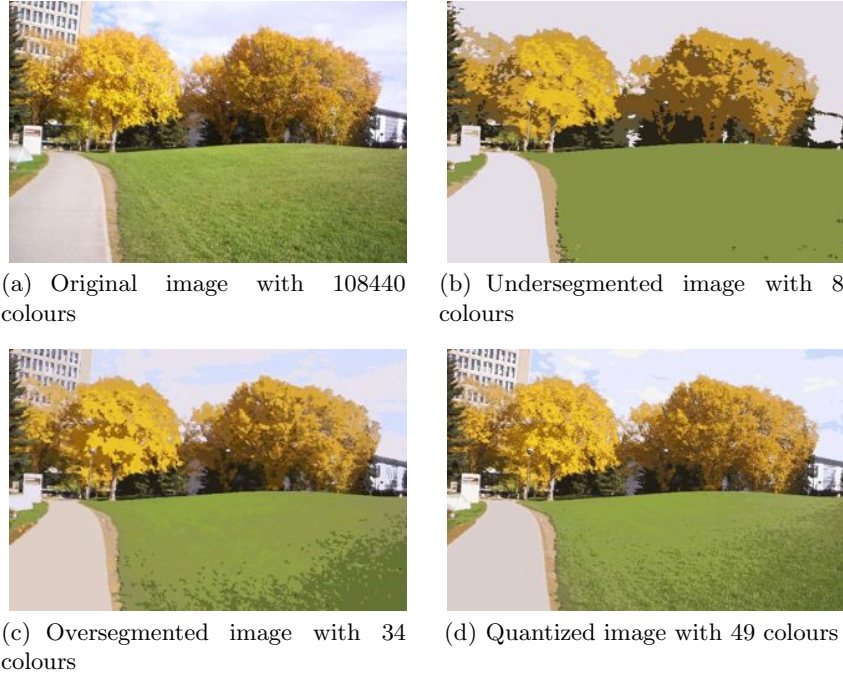 (a) Original image with 108440
colours
(b) Undersegmented image with 8
colours
(c) Oversegmented image with 34
colours
(d) Quantized image with 49 colours